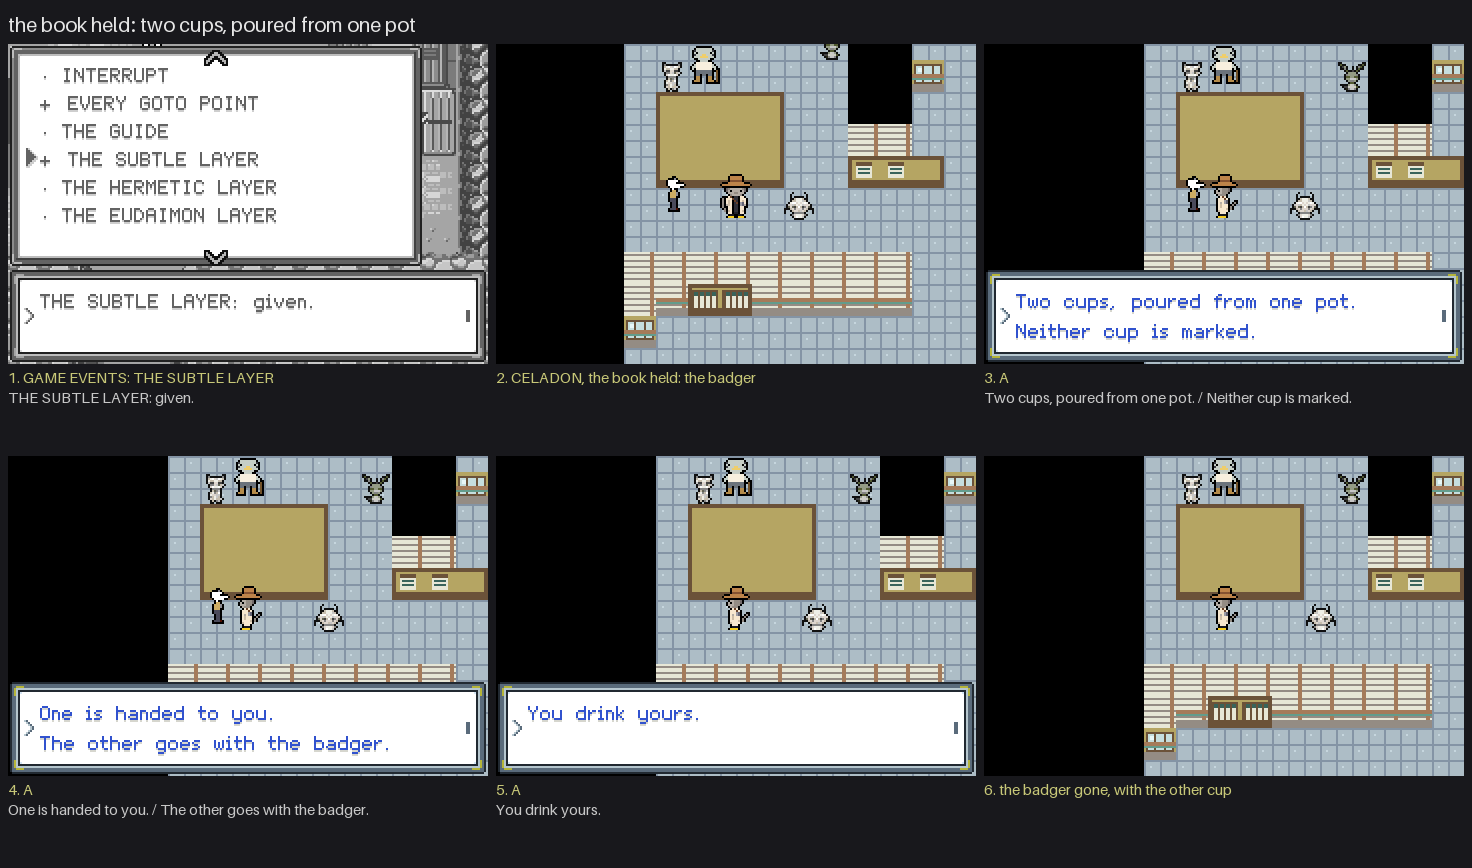 the book held: two cups, poured from one pot
· INTERRUPT
+ EVERY GOTO POINT
· THE GUIDE
+ THE SUBTLE LAYER
· THE HERMETIC LAYER
· THE EUDAIMON LAYER
THE SUBTLE LAYER: given.
Two cups, poured from one pot.
Neither cup is marked.
1. GAME EVENTS: THE SUBTLE LAYER
THE SUBTLE LAYER: given.
2. CELADON, the book held: the badger
3. A
Two cups, poured from one pot. / Neither cup is marked.
One is handed to you.
The other goes with the badger.
You drink yours.
4. A
One is handed to you. / The other goes with the badger.
5. A
You drink yours.
6. the badger gone, with the other cup